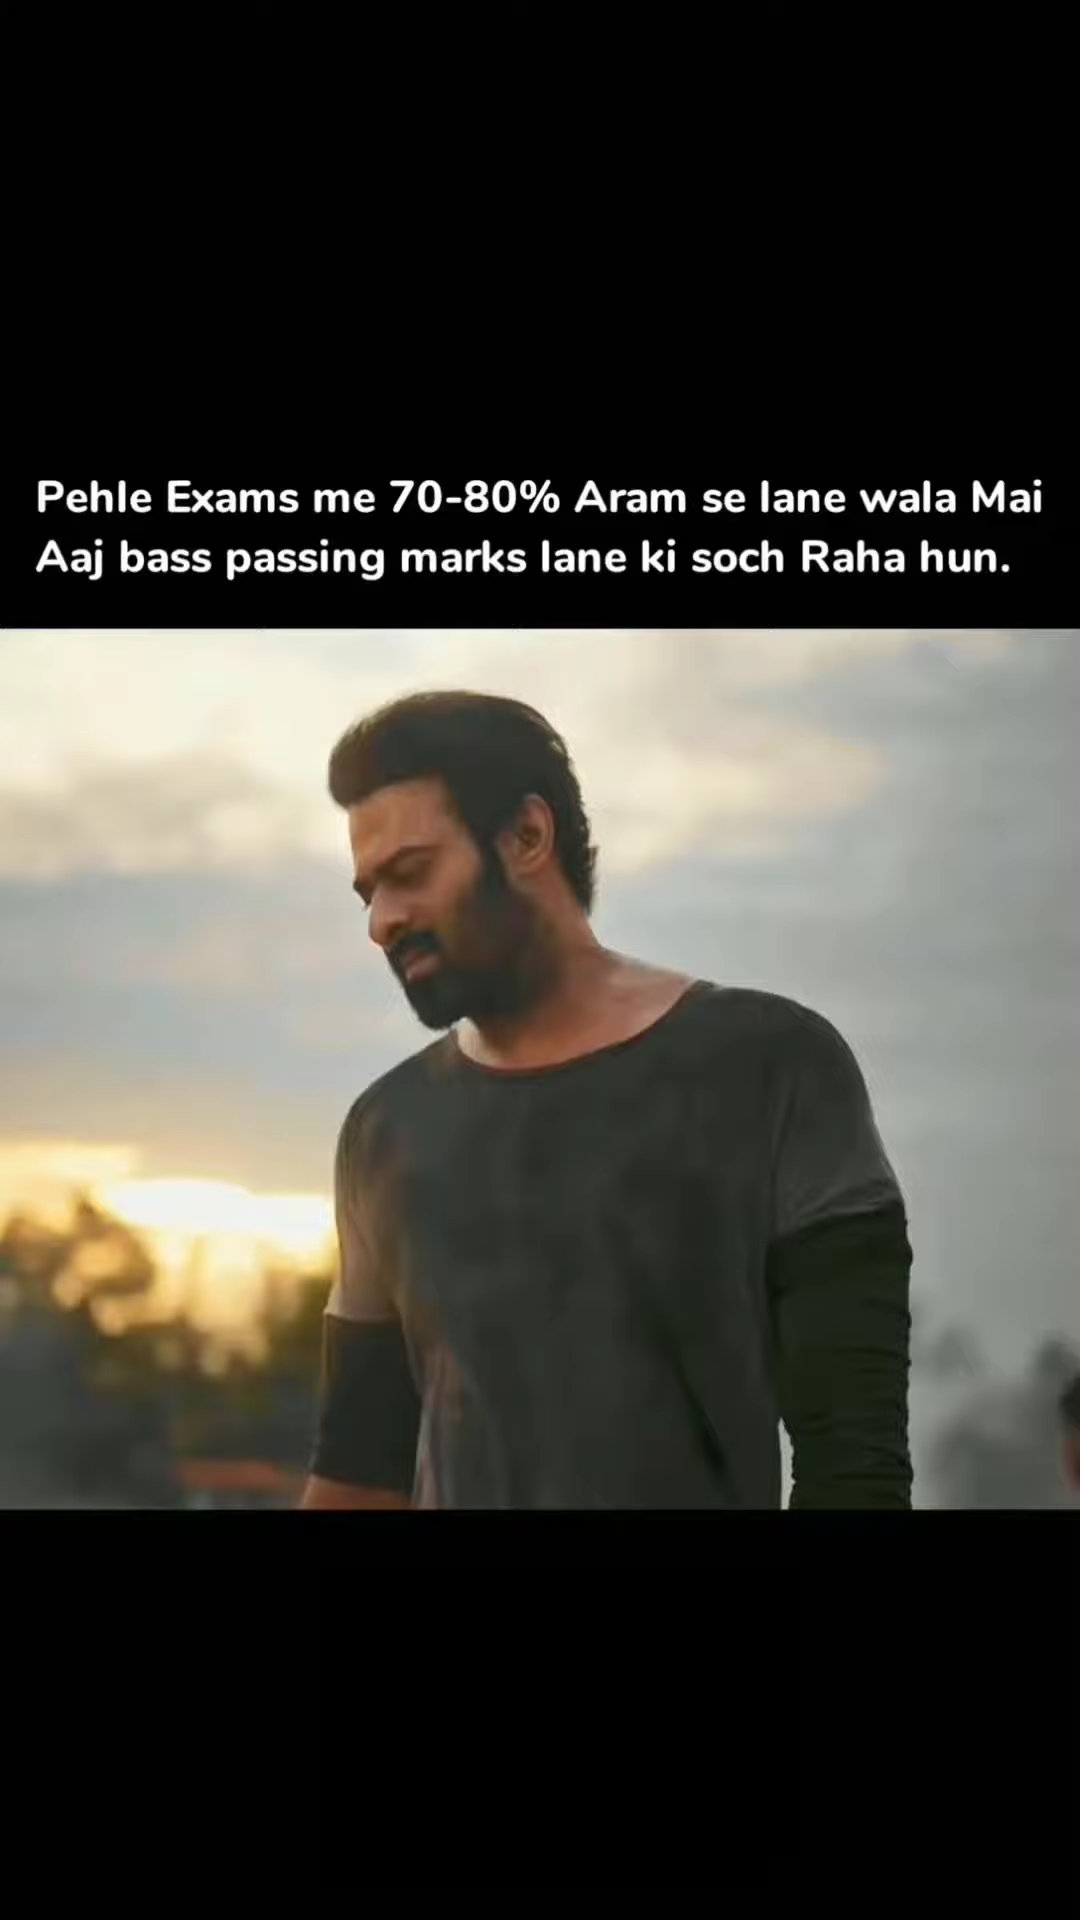 Pehle Exams me 70-80% Aram se lane wala Mai
Aaj bass passing marks lane ki soch Raha hun.